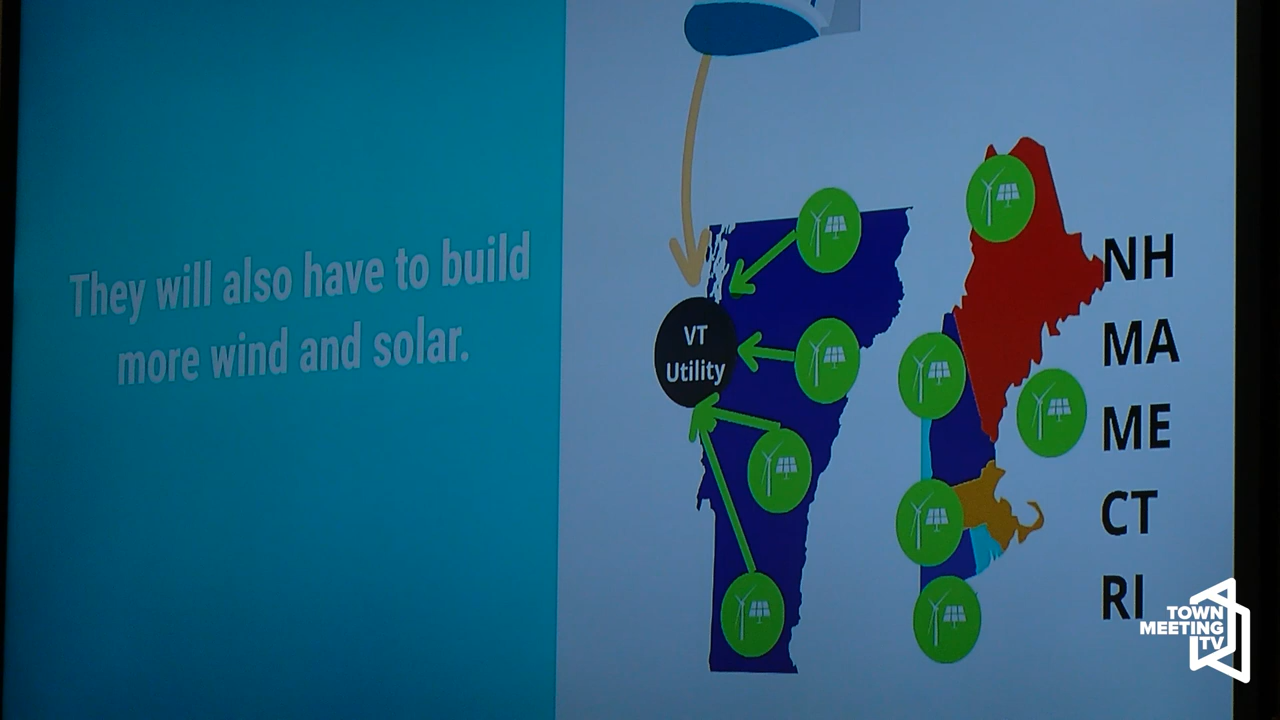 They will also have to build
more wind and solar.
VT
Utility
NH
MA
ME
CT
RI
TOWN
MEETING
TV